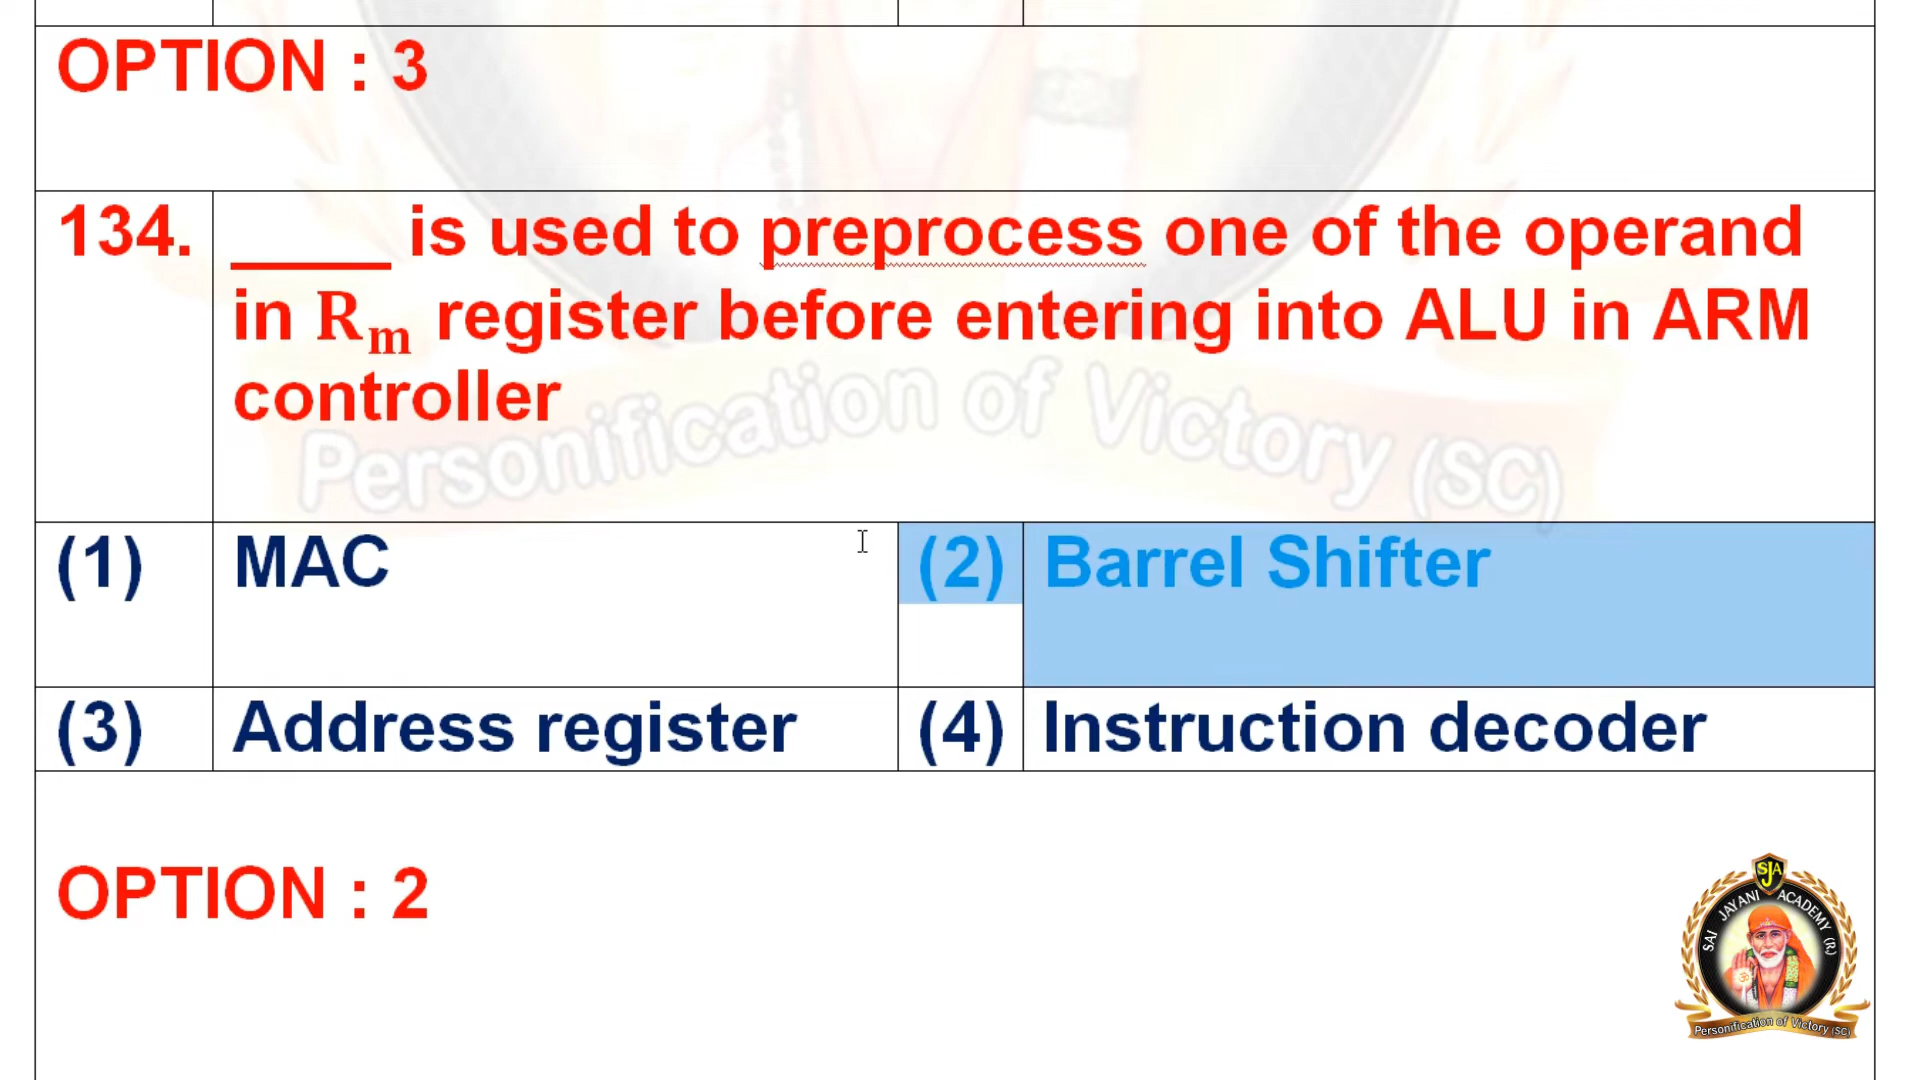 OPTION : 3
134. _____ is used to preprocess one of the operand
in Rₘ register before entering into ALU in ARM
controller
Personification of Victory (SC)
(1) MAC (2) Barrel Shifter
(3) Address register (4) Instruction decoder
OPTION : 2
SJA
SAI JAYANI ACADEMY (R.)
Personification of Victory (SC)